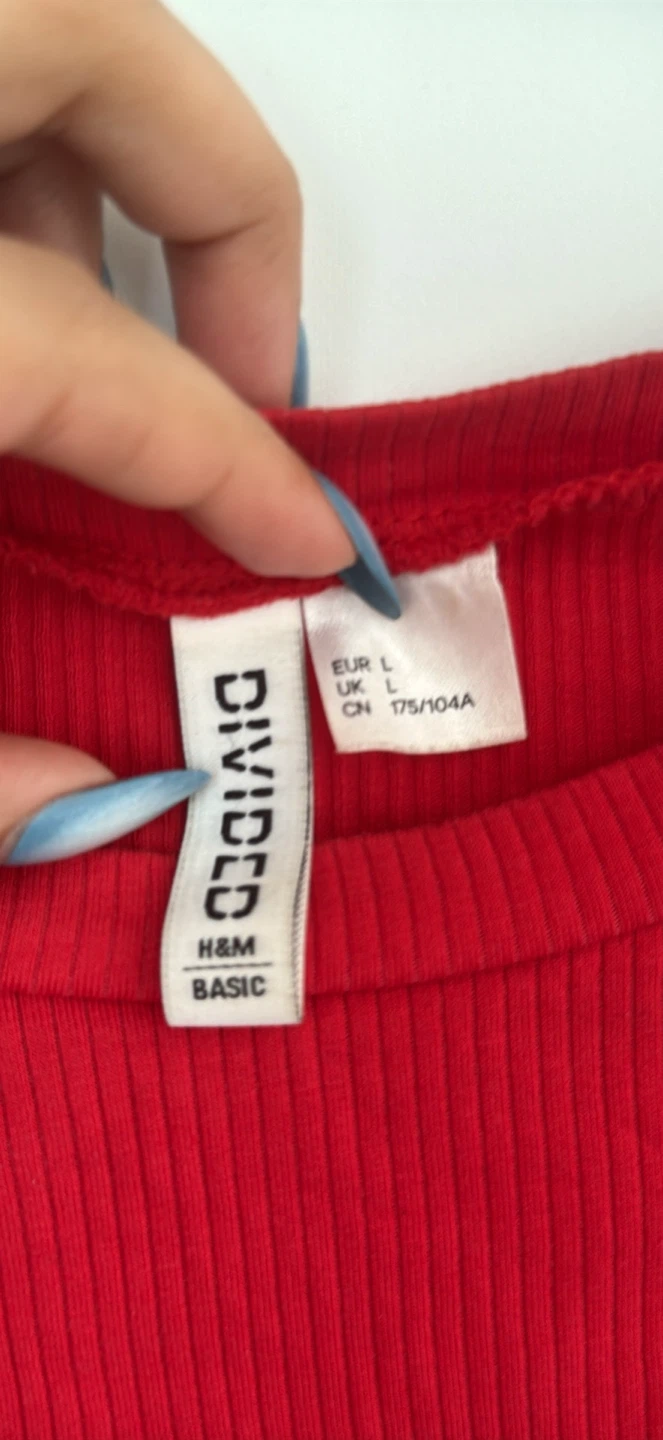 DIVIDED
H&M
BASIC
EUR L
UK L
CN 175/104A